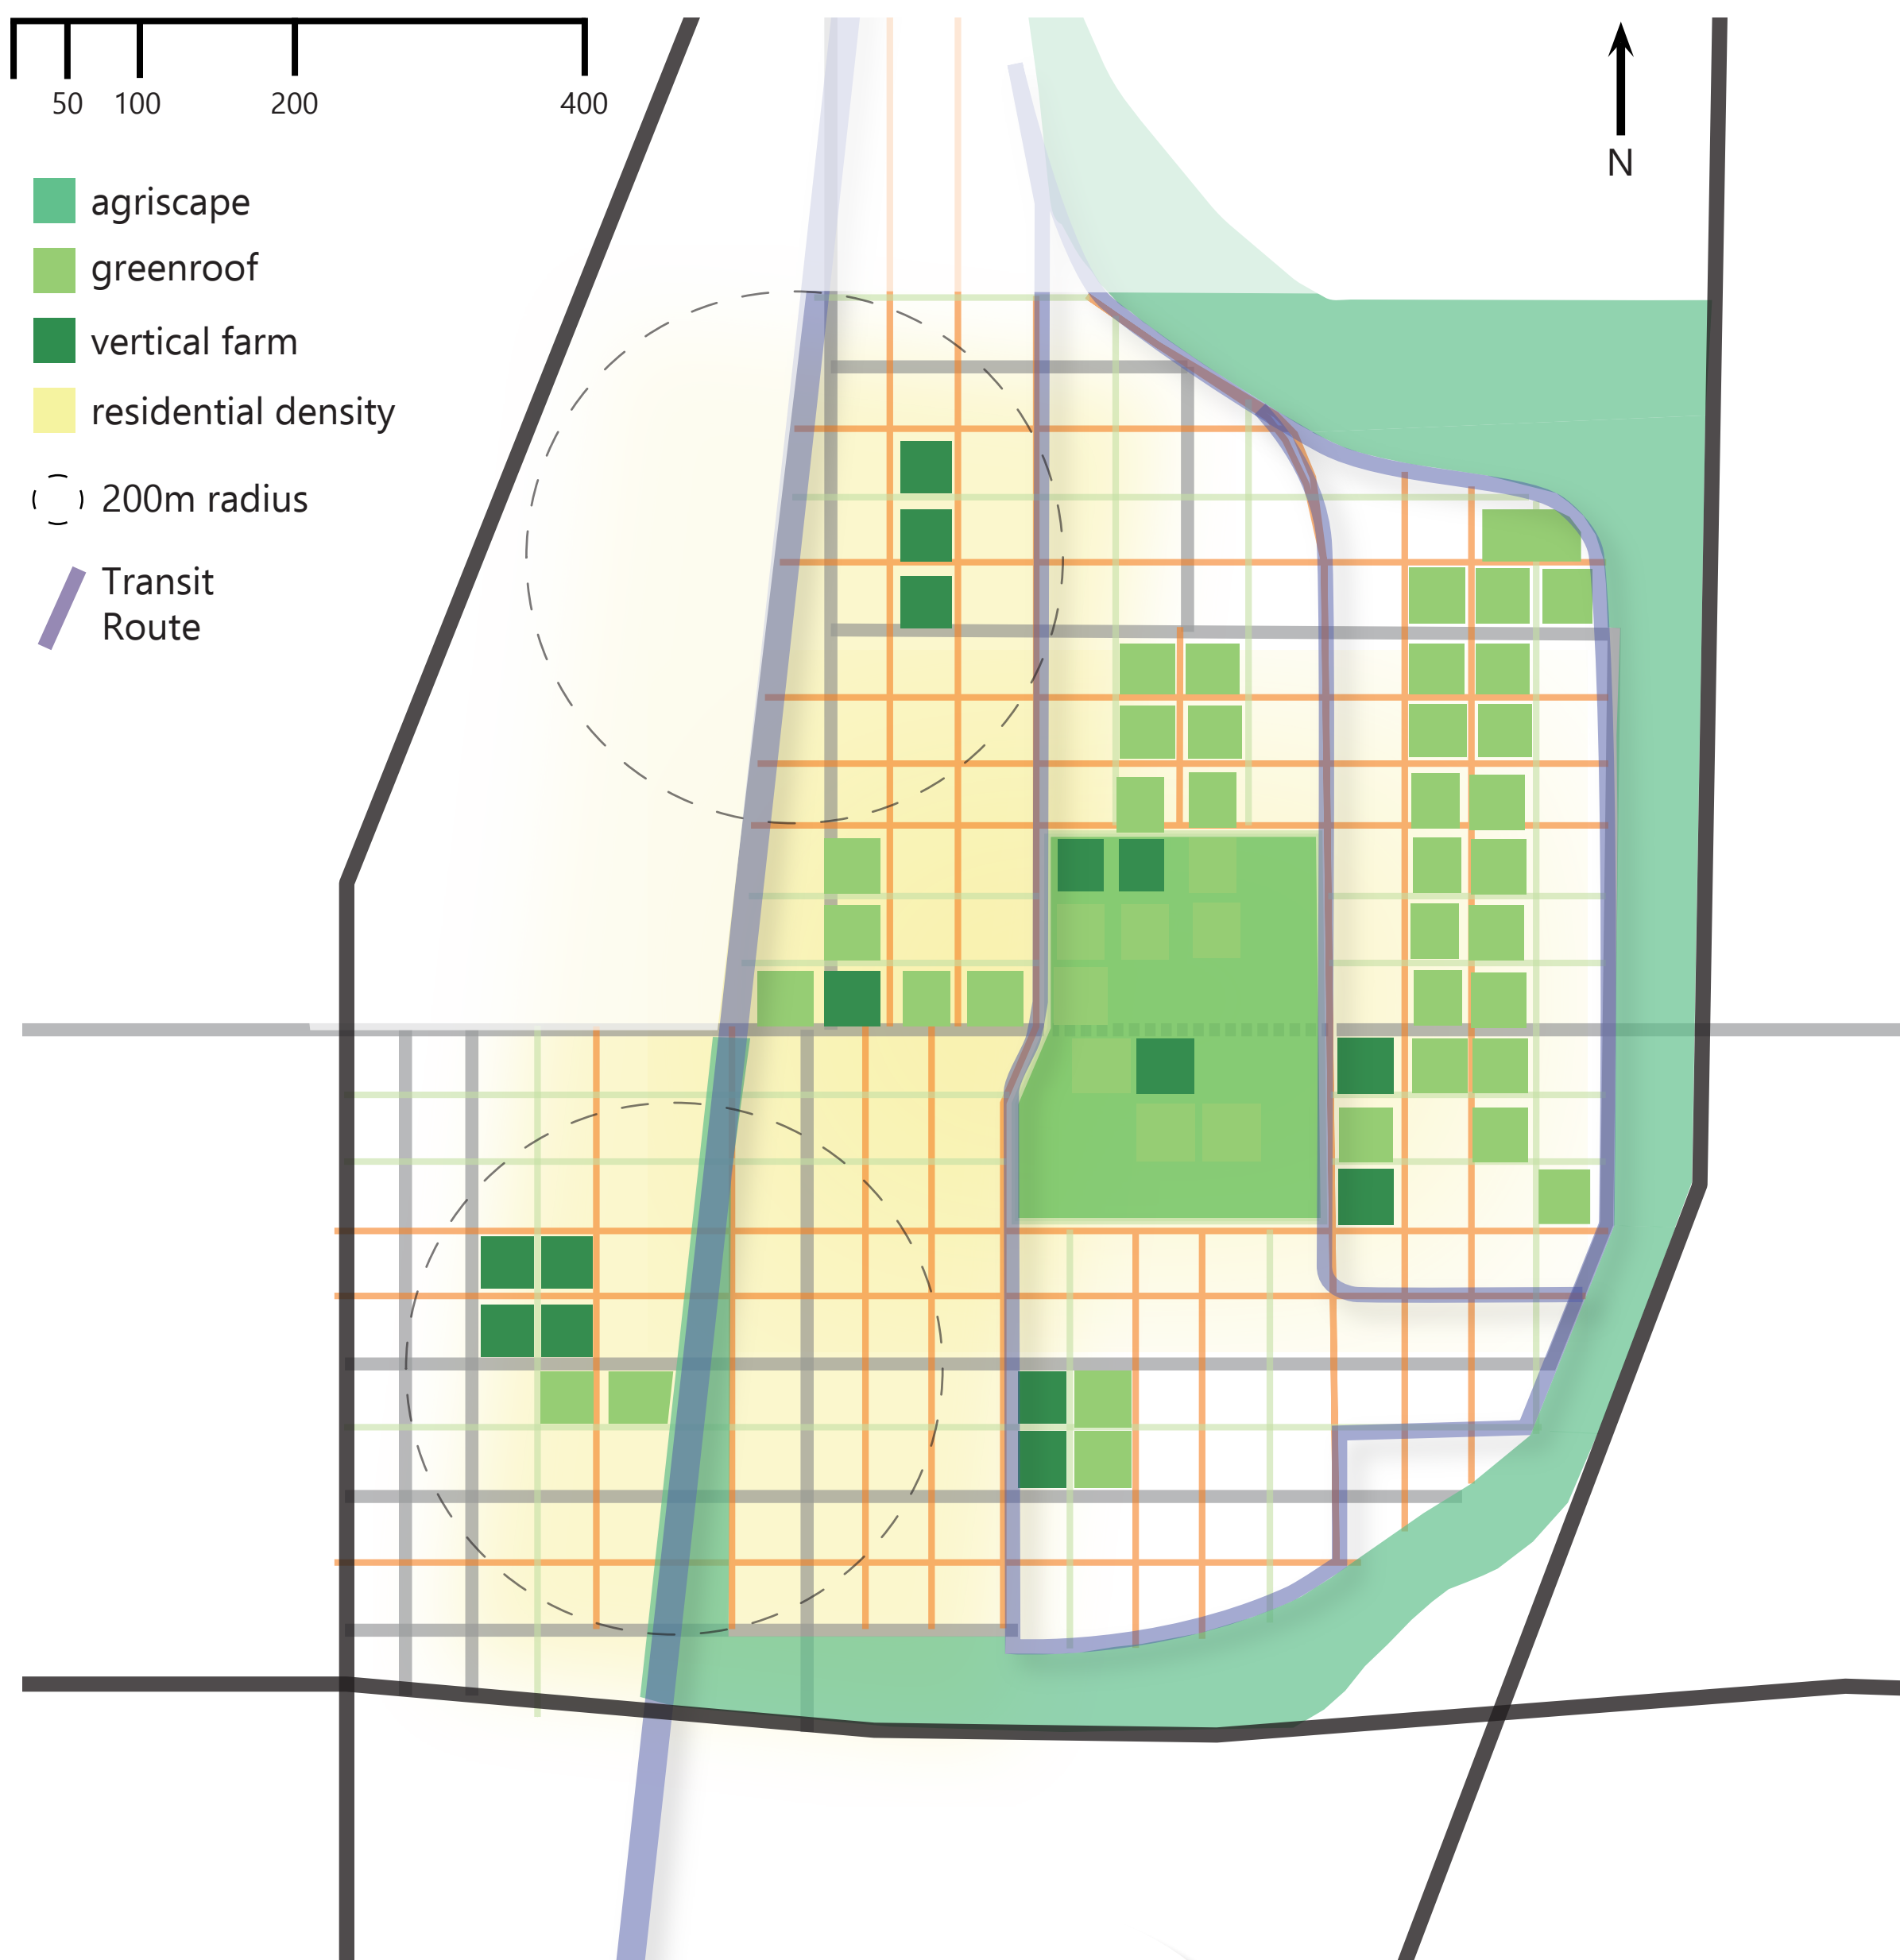 50 100 200 400
N
agriscape
greenroof
vertical farm
residential density
200m radius
Transit
Route